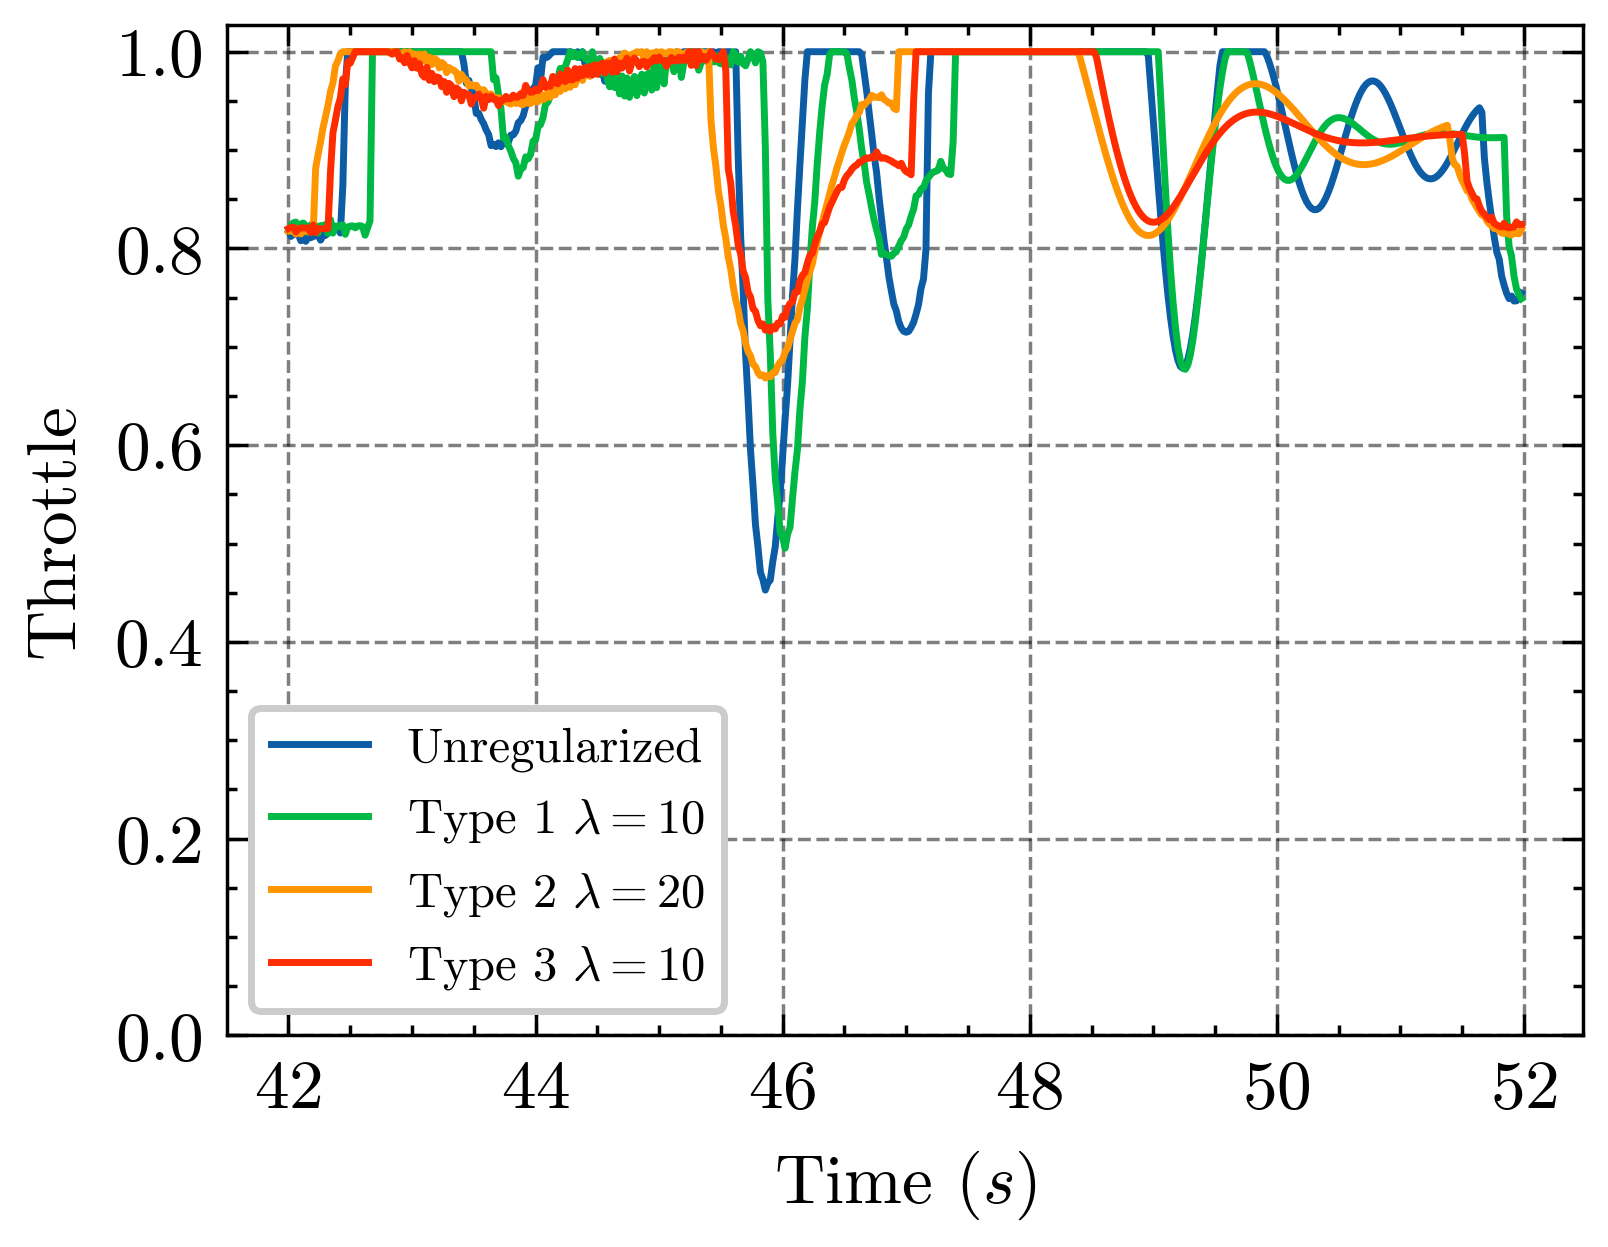 1.0
0.8
0.6
0.4
0.2
0.0
Throttle
Unregularized
Type 1 λ = 10
Type 2 λ = 20
Type 3 λ = 10
42 44 46 48 50 52
Time (s)